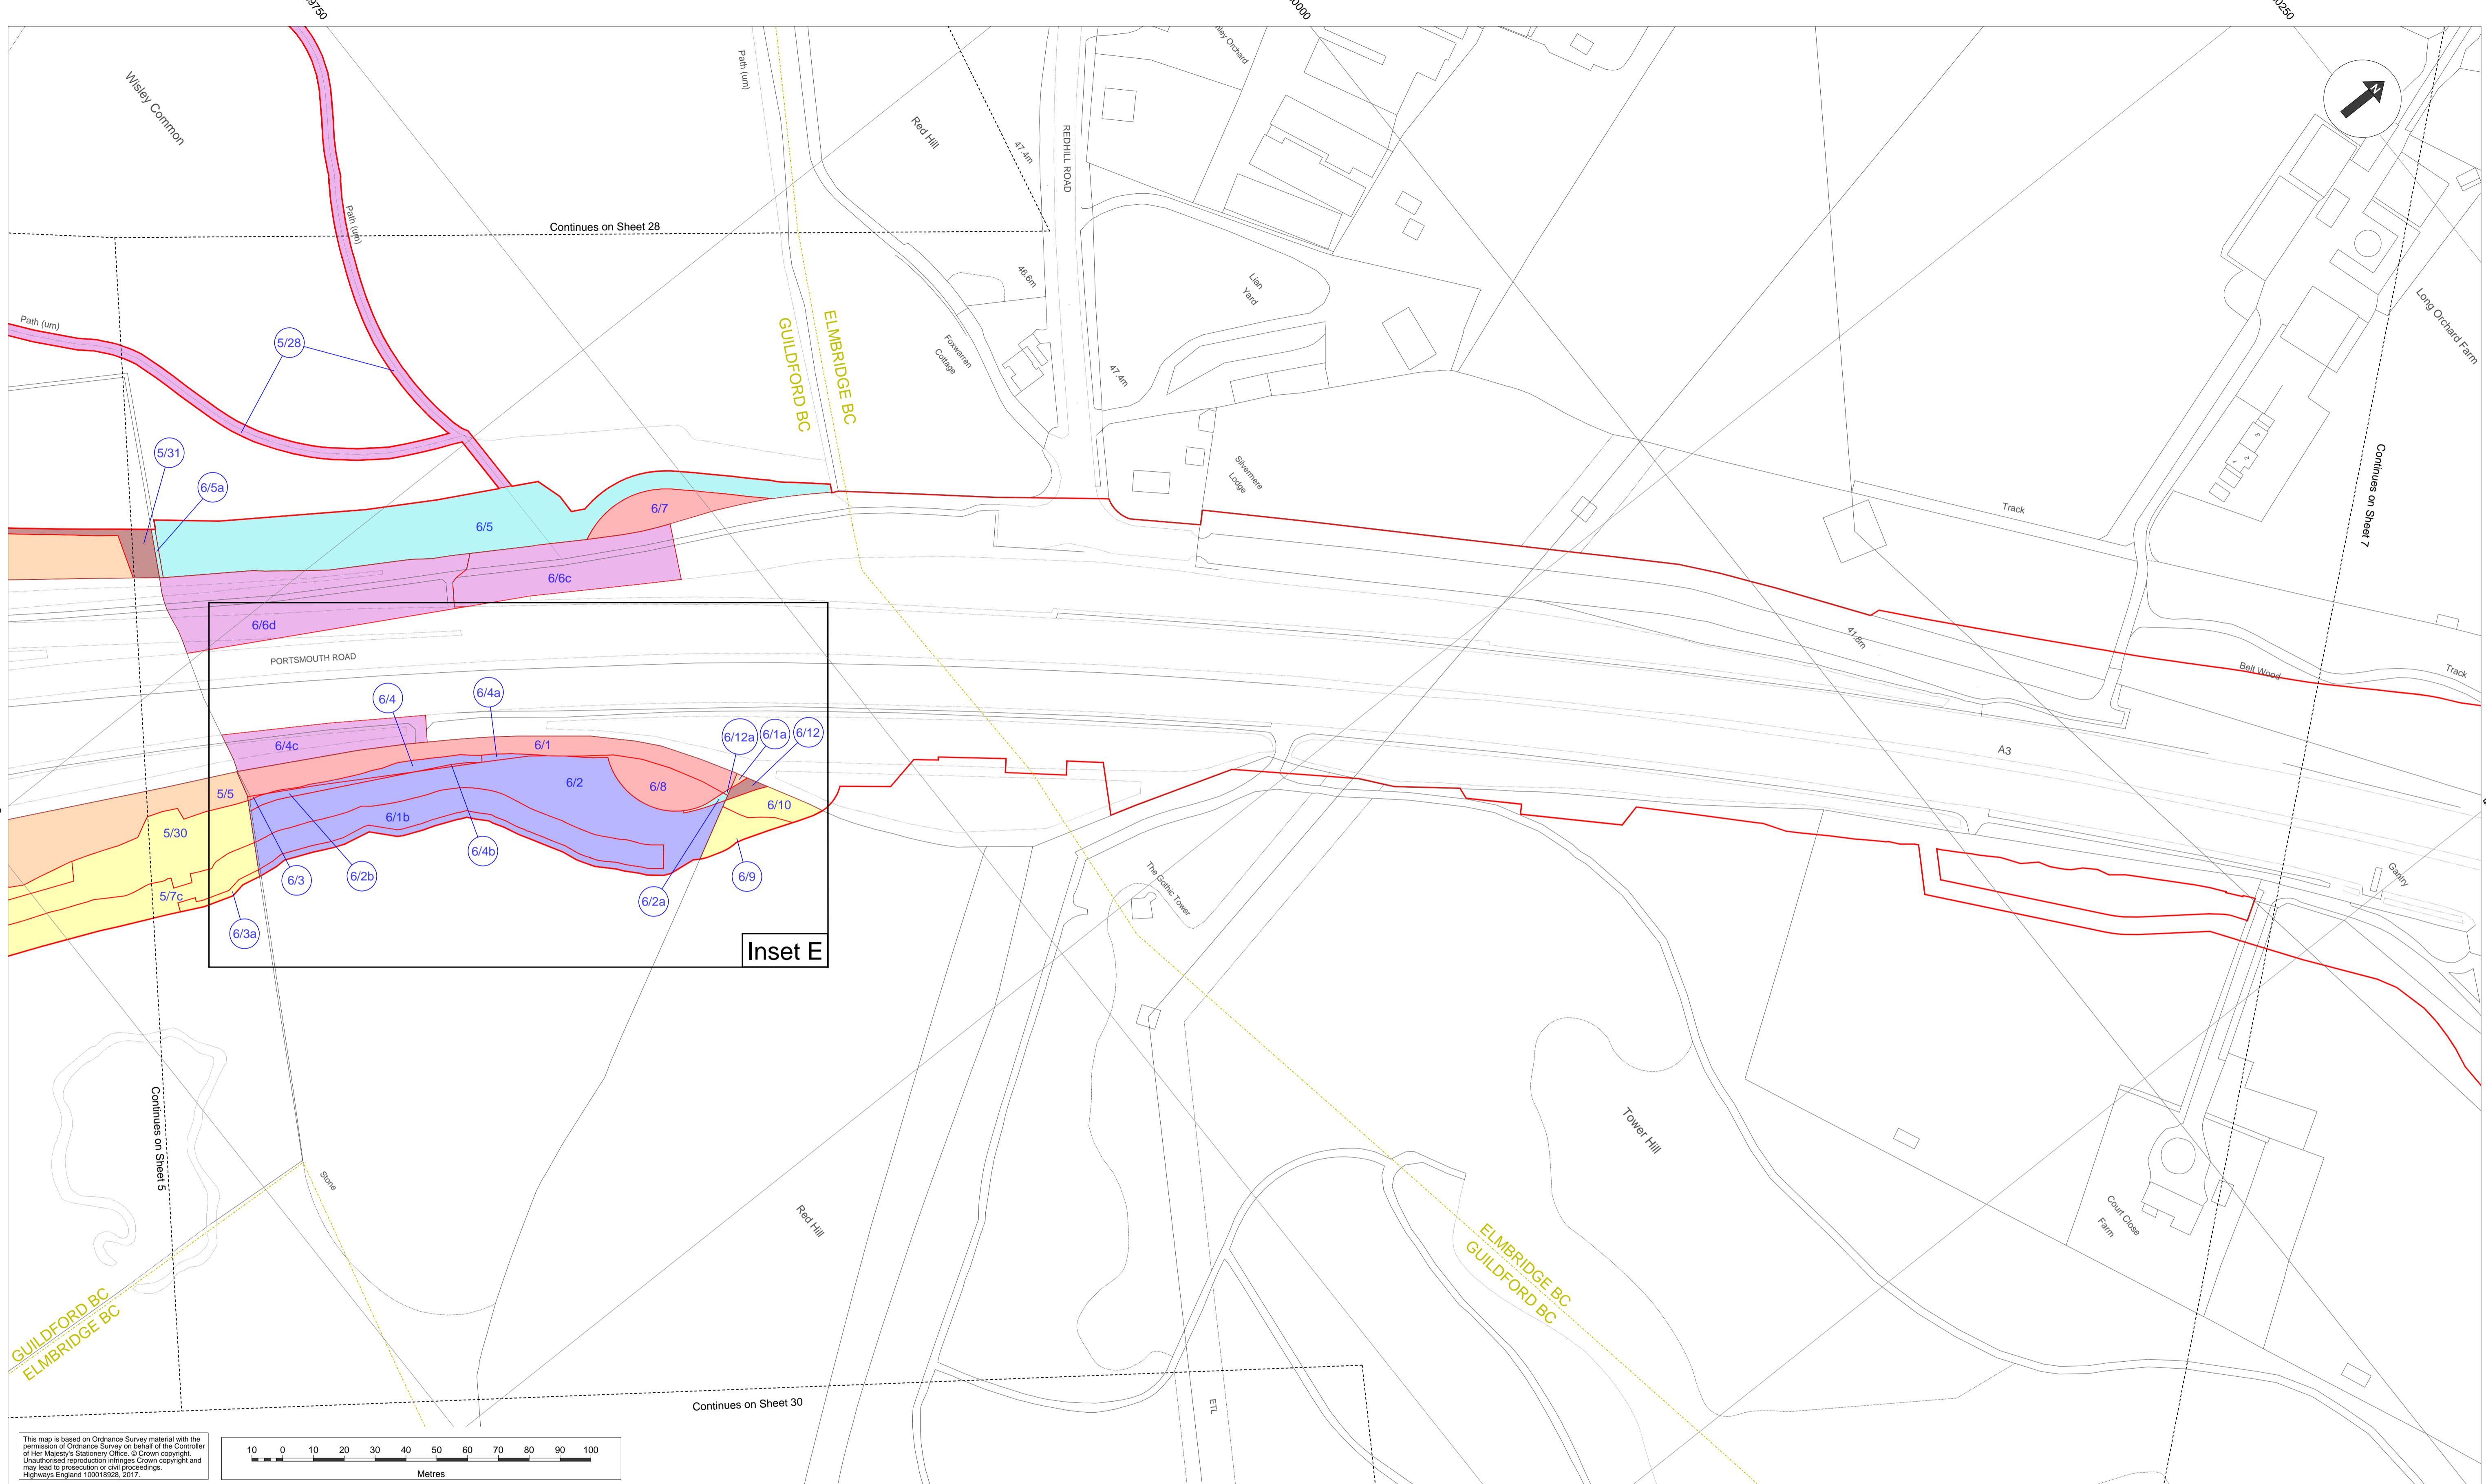 Wisley Common
Path (um)
Red Hill
47.4m
REDHILL ROAD
N
Path (um)
Continues on Sheet 28
46.6m
Lian
Yard
Long Orchard Farm
Path (um)
5/28
GUILDFORD BC
ELMBRIDGE BC
Foxwarren
Cottage
47.4m
5/31
6/5a
6/5
6/7
Silvermere
Lodge
Track
Continues on Sheet 7
6/6c
6/6d
PORTSMOUTH ROAD
41.8m
Belt Wood
Track
6/4
6/4a
6/4c
6/1
6/12a
6/1a
6/12
A3
5/5
6/2
6/8
6/10
5/30
6/1b
6/4b
6/3
6/2b
6/9
6/2a
5/7c
6/3a
The Gothic Tower
Gantry
Inset E
Continues on Sheet 5
Stone
Red Hill
Tower Hill
Court Close
Farm
ELMBRIDGE BC
GUILDFORD BC
GUILDFORD BC
ELMBRIDGE BC
Continues on Sheet 30
ETL
This map is based on Ordnance Survey material with the
permission of Ordnance Survey on behalf of the Controller
of Her Majesty's Stationery Office. © Crown copyright.
Unauthorised reproduction infringes Crown copyright and
may lead to prosecution or civil proceedings.
Highways England 100018928, 2017.
10 0 10 20 30 40 50 60 70 80 90 100
Metres